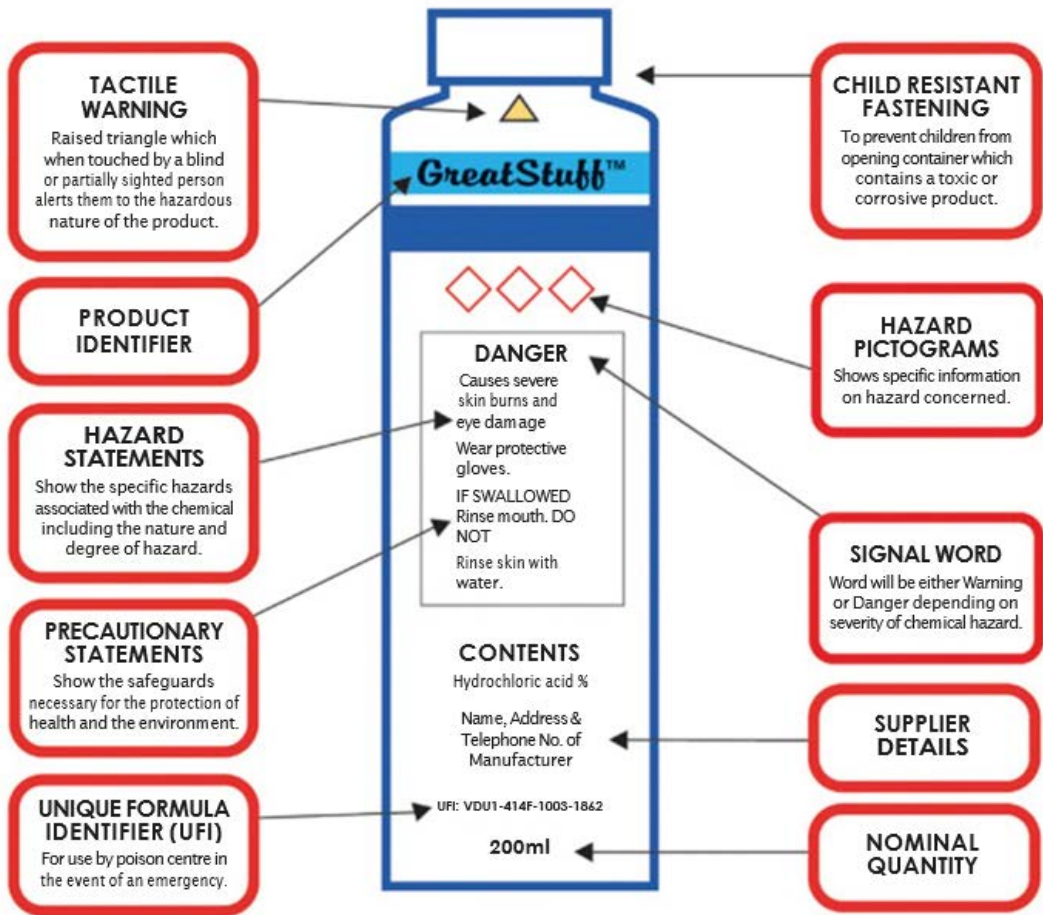 TACTILE
WARNING
Raised triangle which
when touched by a blind
or partially sighted person
alerts them to the hazardous
nature of the product.
PRODUCT
IDENTIFIER
HAZARD
STATEMENTS
Show the specific hazards
associated with the chemical
including the nature and
degree of hazard.
PRECAUTIONARY
STATEMENTS
Show the safeguards
necessary for the protection of
health and the environment.
UNIQUE FORMULA
IDENTIFIER (UFI)
For use by poison centre in
the event of an emergency.
GreatStuff™
DANGER
Causes severe
skin burns and
eye damage
Wear protective
gloves.
IF SWALLOWED
Rinse mouth. DO
NOT
Rinse skin with
water.
CONTENTS
Hydrochloric acid %
Name, Address &
Telephone No. of
Manufacturer
UFI: VDU1-414F-1003-1862
200ml
CHILD RESISTANT
FASTENING
To prevent children from
opening container which
contains a toxic or
corrosive product.
HAZARD
PICTOGRAMS
Shows specific information
on hazard concerned.
SIGNAL WORD
Word will be either Warning
or Danger depending on
severity of chemical hazard.
SUPPLIER
DETAILS
NOMINAL
QUANTITY